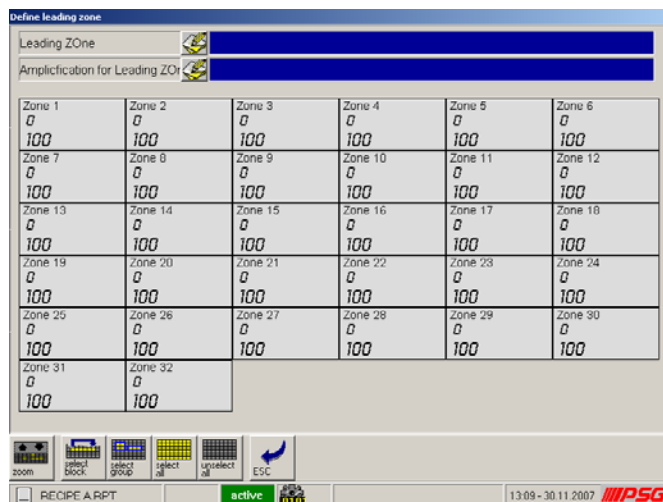 Define leading zone
Leading ZOne
Amplicfication for Leading ZOr
Zone 1 Zone 2 Zone 3 Zone 4 Zone 5 Zone 6
0 0 0 0 0 0
100 100 100 100 100 100
Zone 7 Zone 8 Zone 9 Zone 10 Zone 11 Zone 12
0 0 0 0 0 0
100 100 100 100 100 100
Zone 13 Zone 14 Zone 15 Zone 16 Zone 17 Zone 18
0 0 0 0 0 0
100 100 100 100 100 100
Zone 19 Zone 20 Zone 21 Zone 22 Zone 23 Zone 24
0 0 0 0 0 0
100 100 100 100 100 100
Zone 25 Zone 26 Zone 27 Zone 28 Zone 29 Zone 30
0 0 0 0 0 0
100 100 100 100 100 100
Zone 31 Zone 32
0 0
100 100
zoom select block select group select all unselect all ESC
RECIPE A.RPT active 13:09 - 30.11.2007 PSG